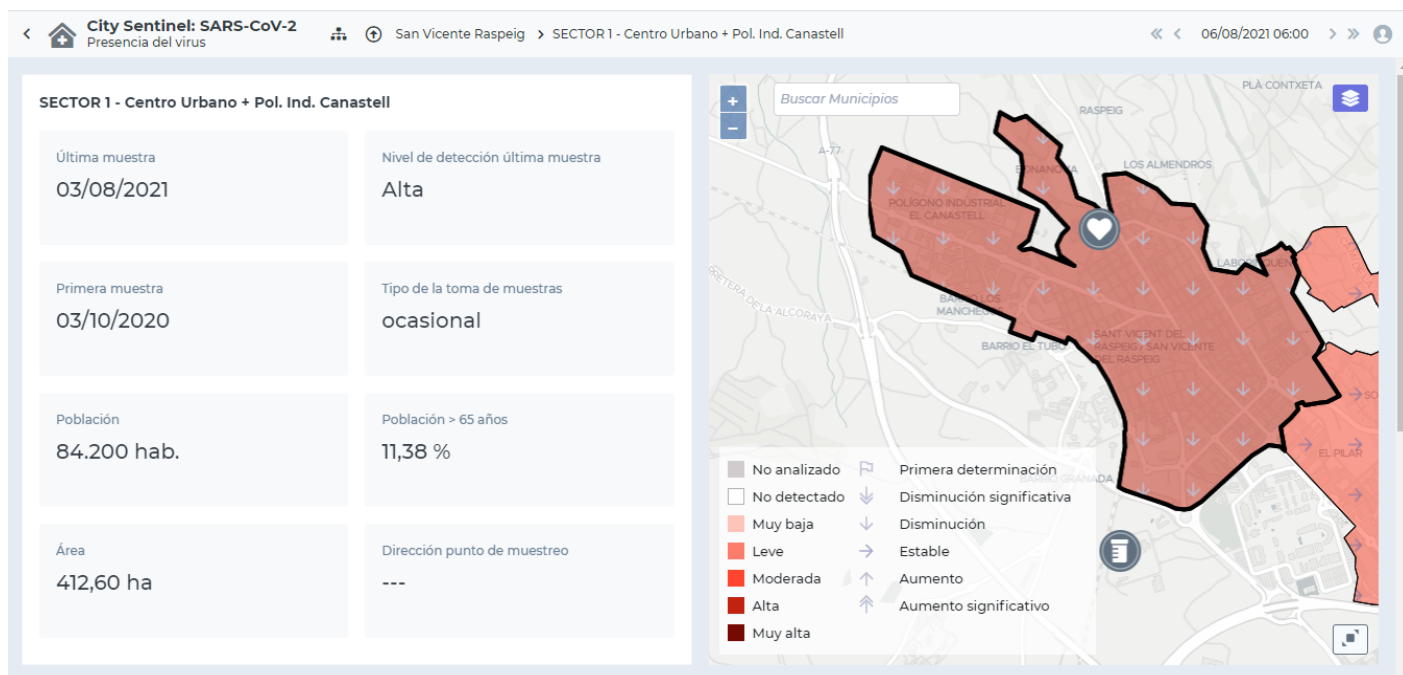 City Sentinel: SARS-CoV-2
Presencia del virus
San Vicente Raspeig > SECTOR 1 - Centro Urbano + Pol. Ind. Canastell
06/08/2021 06:00
SECTOR 1 - Centro Urbano + Pol. Ind. Canastell
Última muestra
03/08/2021
Nivel de detección última muestra
Alta
Primera muestra
03/10/2020
Tipo de la toma de muestras
ocasional
Población
84.200 hab.
Población > 65 años
11,38 %
Área
412,60 ha
Dirección punto de muestreo
---
+
−
Buscar Municipios
PLÀ CONTXETA
RASPEIG
A-77
LOS ALMENDROS
POLÍGONO INDUSTRIAL
EL CANASTELL
BARRIO LOS
SANT VICENT DEL
RASPEIG / SAN VICENTE
DEL RASPEIG
BARRIO EL TUBO
EL PILAR
BARRIO GRANADA
No analizado
No detectado
Muy baja
Leve
Moderada
Alta
Muy alta
Primera determinación
Disminución significativa
Disminución
Estable
Aumento
Aumento significativo